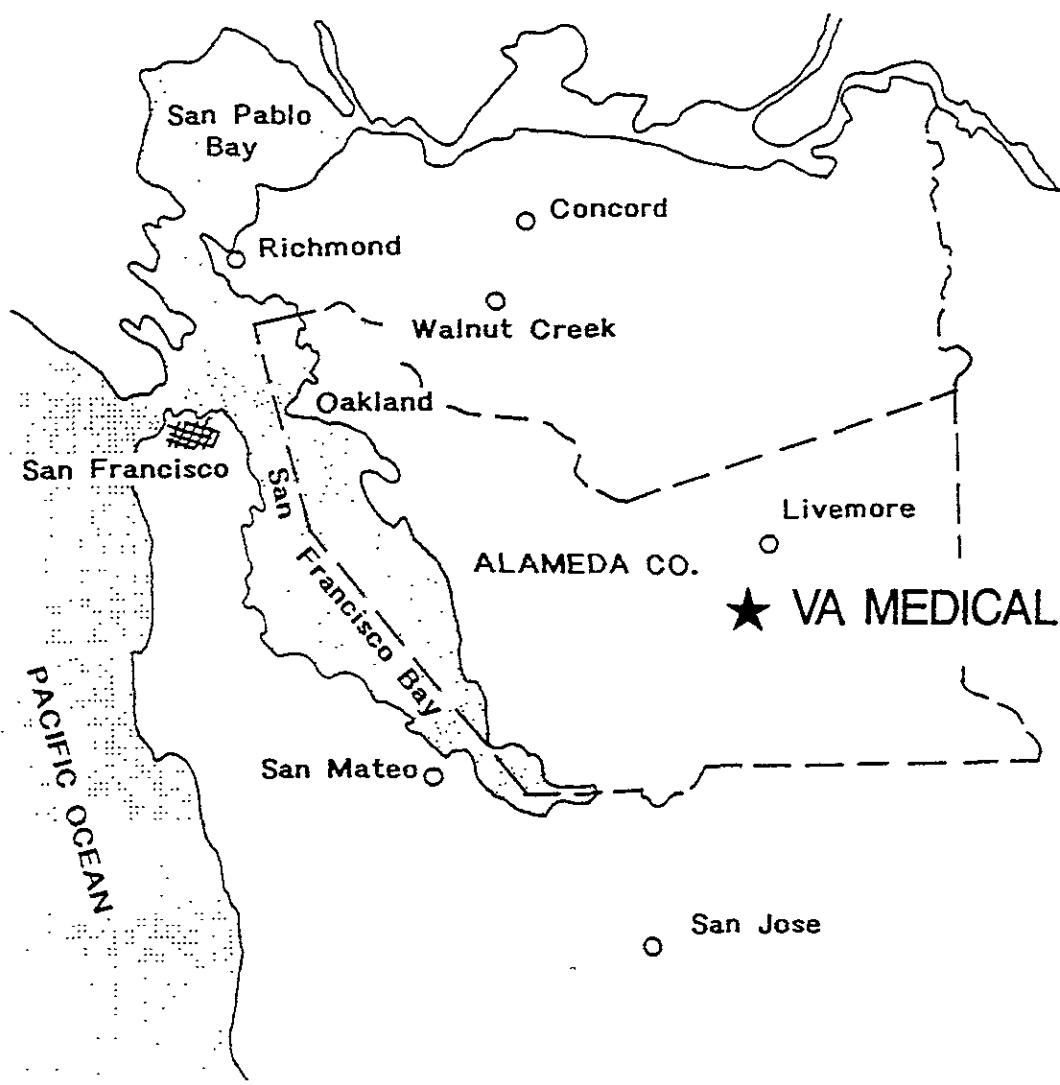 San Pablo
Bay
Concord
Richmond
Walnut Creek
Oakland
San Francisco
San
Francisco Bay
Livemore
ALAMEDA CO.
★ VA MEDICAL
PACIFIC OCEAN
San Mateo
San Jose